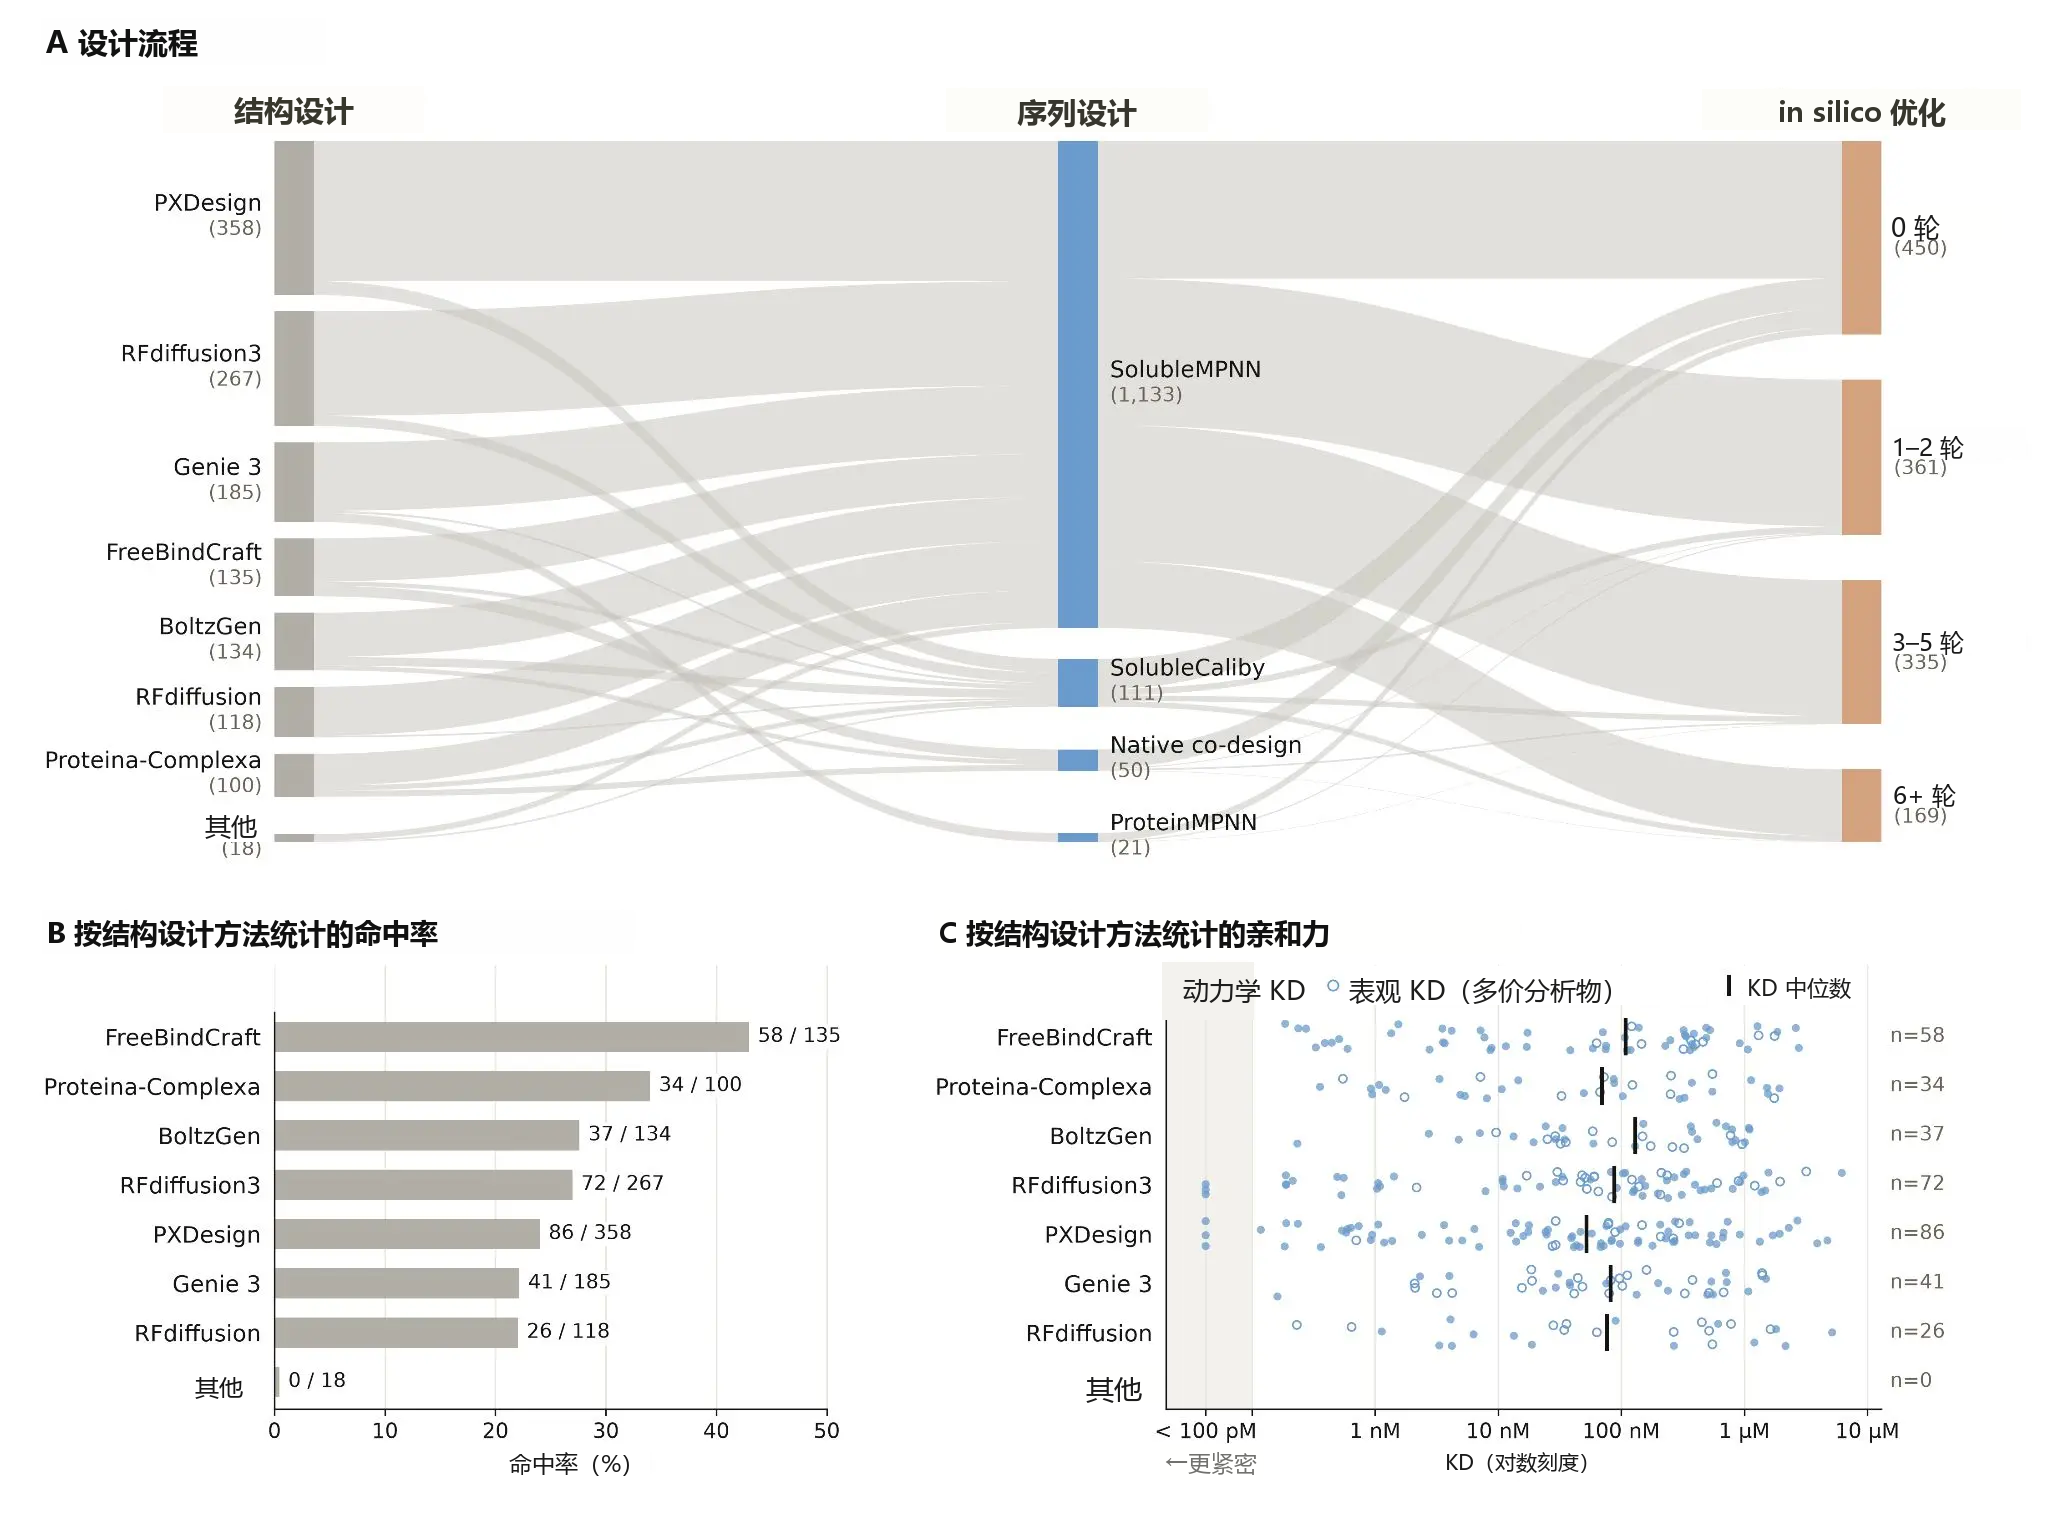 A 设计流程
结构设计
序列设计
in silico 优化
PXDesign
(358)
RFdiffusion3
(267)
Genie 3
(185)
FreeBindCraft
(135)
BoltzGen
(134)
RFdiffusion
(118)
Proteina-Complexa
(100)
其他
(18)
SolubleMPNN
(1,133)
SolubleCaliby
(111)
Native co-design
(50)
ProteinMPNN
(21)
0 轮
(450)
1–2 轮
(361)
3–5 轮
(335)
6+ 轮
(169)
B 按结构设计方法统计的命中率
FreeBindCraft
58 / 135
Proteina-Complexa
34 / 100
BoltzGen
37 / 134
RFdiffusion3
72 / 267
PXDesign
86 / 358
Genie 3
41 / 185
RFdiffusion
26 / 118
其他
0 / 18
0 10 20 30 40 50
命中率（%）
C 按结构设计方法统计的亲和力
动力学 KD 表观 KD（多价分析物） KD 中位数
FreeBindCraft
n=58
Proteina-Complexa
n=34
BoltzGen
n=37
RFdiffusion3
n=72
PXDesign
n=86
Genie 3
n=41
RFdiffusion
n=26
其他
n=0
< 100 pM 1 nM 10 nM 100 nM 1 μM 10 μM
←更紧密
KD（对数刻度）